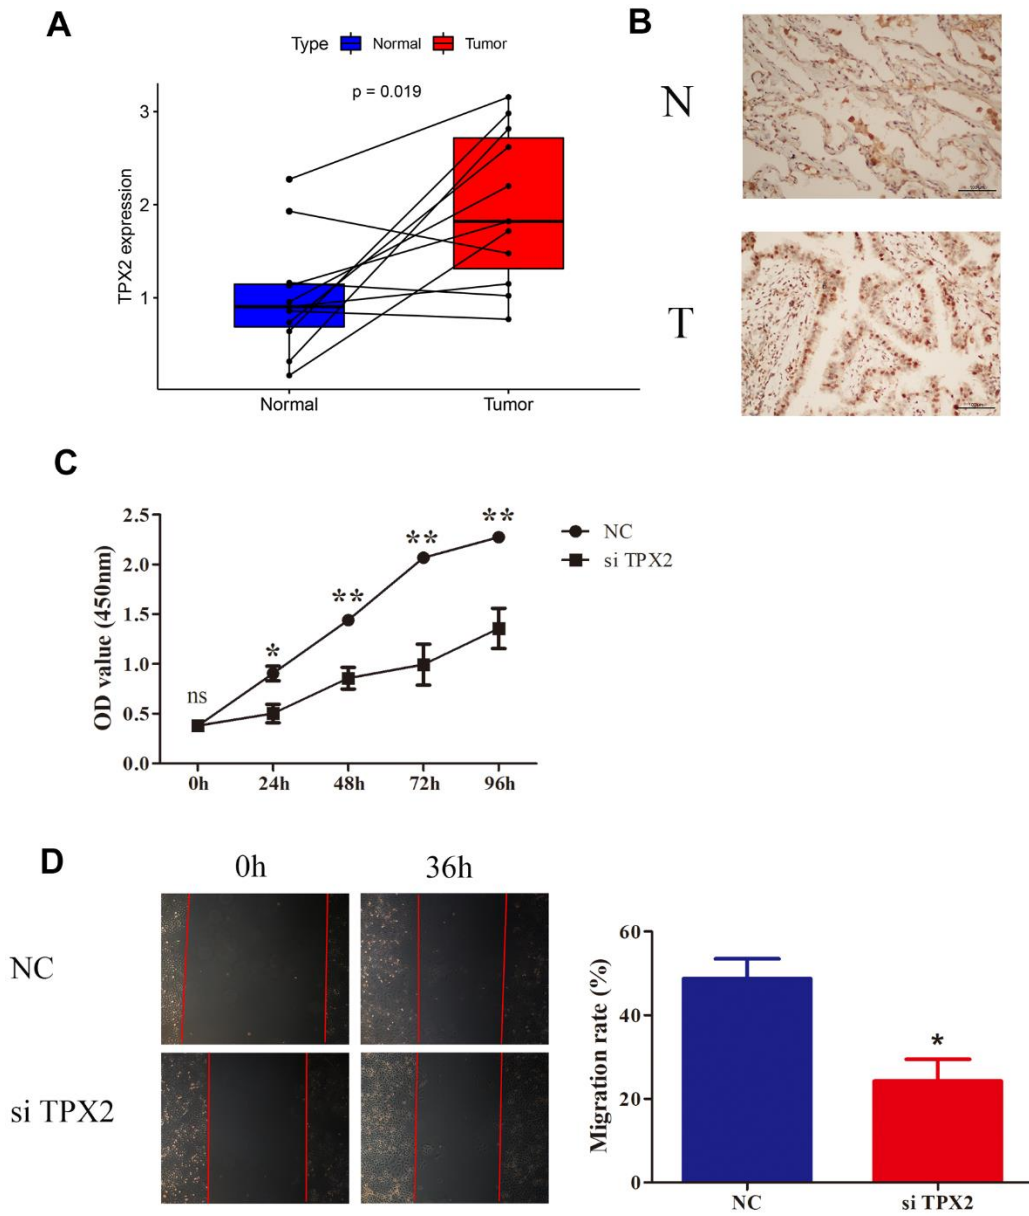 A
Type Normal Tumor
p = 0.019
TPX2 expression
3
2
1
Normal Tumor
B
N
T
C
OD value (450nm)
2.5
2.0
1.5
1.0
0.5
0.0
ns
*
**
**
**
0h 24h 48h 72h 96h
NC
si TPX2
D
0h 36h
NC
si TPX2
Migration rate (%)
60
40
20
0
*
NC si TPX2